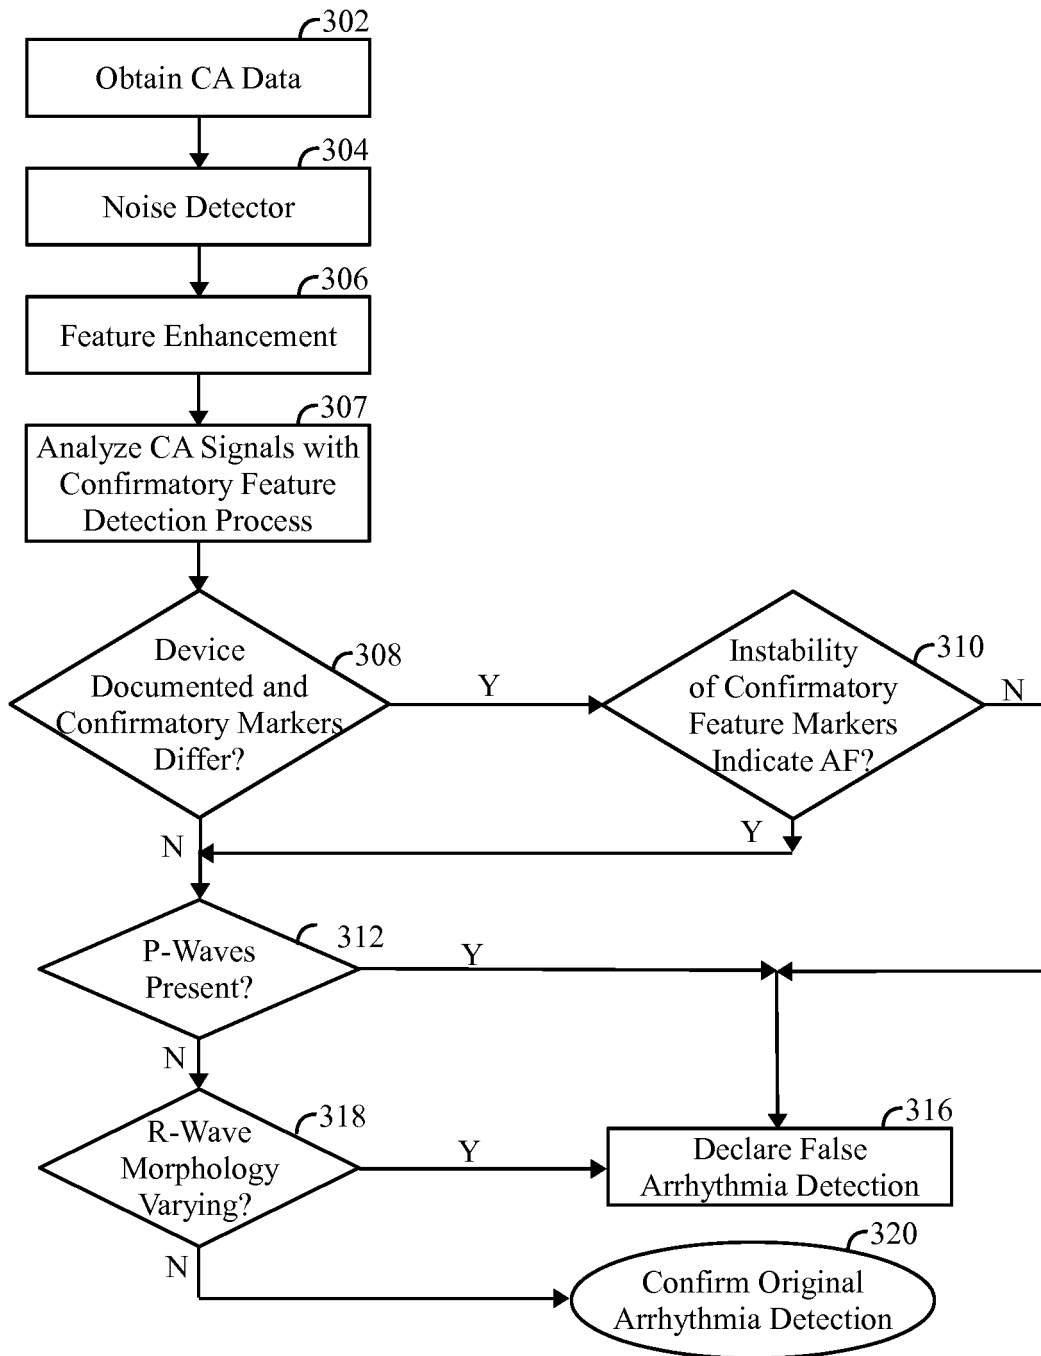 302
Obtain CA Data
304
Noise Detector
306
Feature Enhancement
307
Analyze CA Signals with
Confirmatory Feature
Detection Process
308
Device
Documented and
Confirmatory Markers
Differ?
Y
N
310
Instability
of Confirmatory
Feature Markers
Indicate AF?
N
Y
312
P-Waves
Present?
Y
N
318
R-Wave
Morphology
Varying?
Y
N
316
Declare False
Arrhythmia Detection
320
Confirm Original
Arrhythmia Detection